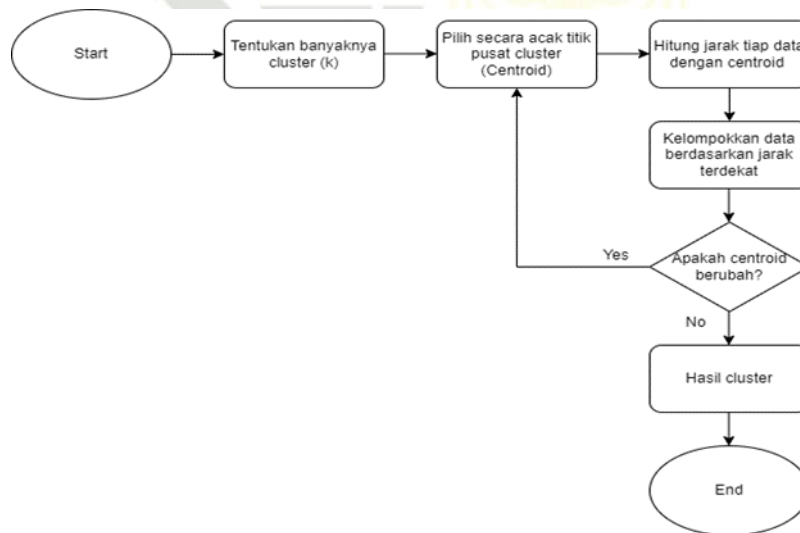 Start
Tentukan banyaknya
cluster (k)
Pilih secara acak titik
pusat cluster
(Centroid)
Hitung jarak tiap data
dengan centroid
Kelompokkan data
berdasarkan jarak
terdekat
Apakah centroid
berubah?
Yes
No
Hasil cluster
End